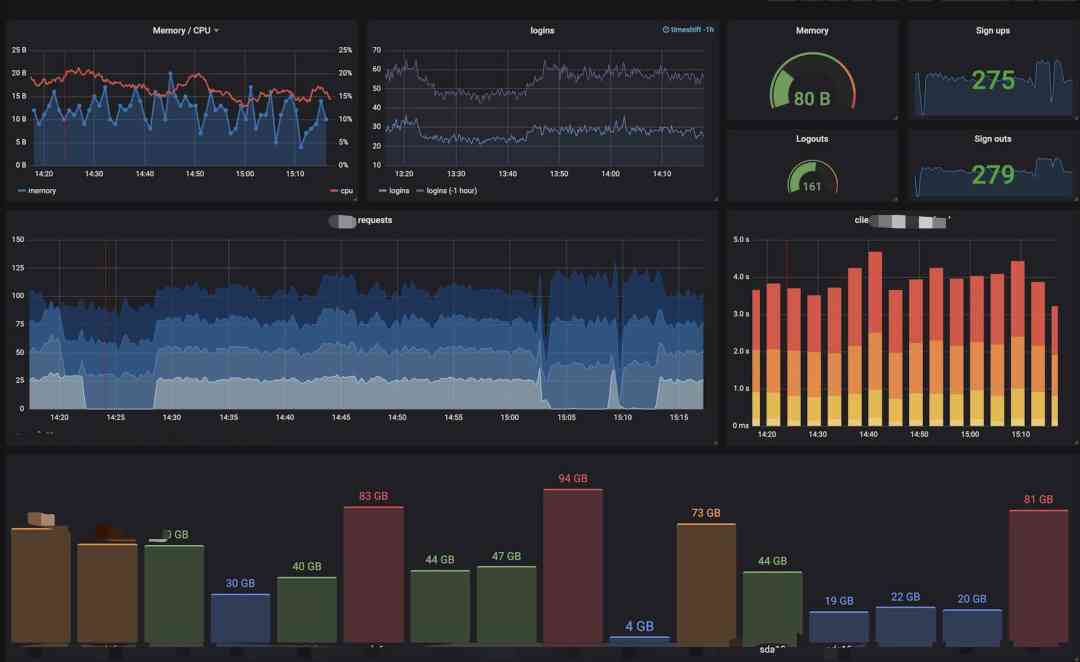 Memory / CPU
25 B
20 B
15 B
10 B
5 B
0 B
25%
20%
15%
10%
5%
0%
14:20 14:30 14:40 14:50 15:00 15:10
memory cpu
logins
timeshift -1h
70
60
50
40
30
20
10
13:20 13:30 13:40 13:50 14:00 14:10
logins logins (-1 hour)
Memory
80 B
Sign ups
275
Logouts
161
Sign outs
279
requests
150
125
100
75
50
25
0
14:20 14:25 14:30 14:35 14:40 14:45 14:50 14:55 15:00 15:05 15:10 15:15
clie
5.0 s
4.0 s
3.0 s
2.0 s
1.0 s
0 ms
14:20 14:30 14:40 14:50 15:00 15:10
GB
30 GB
40 GB
83 GB
44 GB
47 GB
94 GB
4 GB
73 GB
44 GB
19 GB
22 GB
20 GB
81 GB